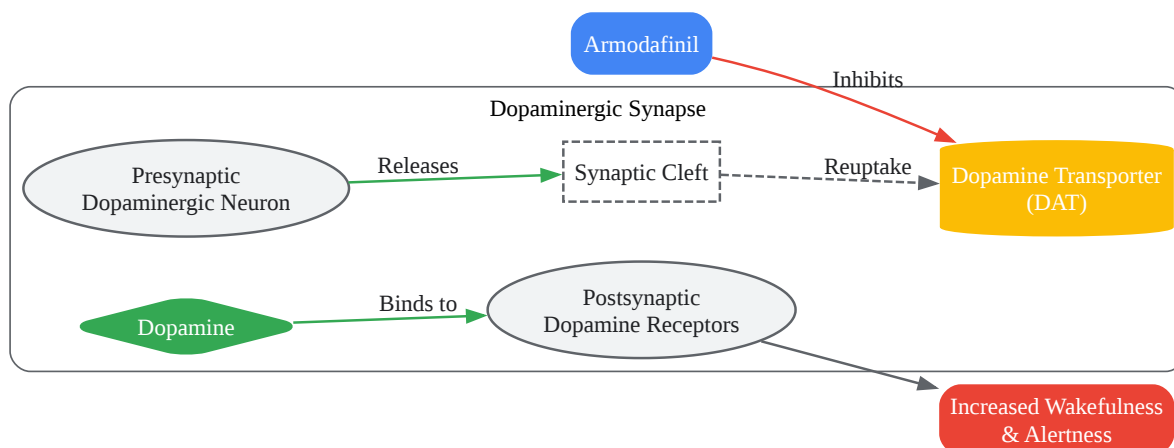 Armodafinil
Inhibits
Dopaminergic Synapse
Presynaptic
Dopaminergic Neuron
Releases
Synaptic Cleft
Reuptake
Dopamine Transporter
(DAT)
Dopamine
Binds to
Postsynaptic
Dopamine Receptors
Increased Wakefulness
& Alertness